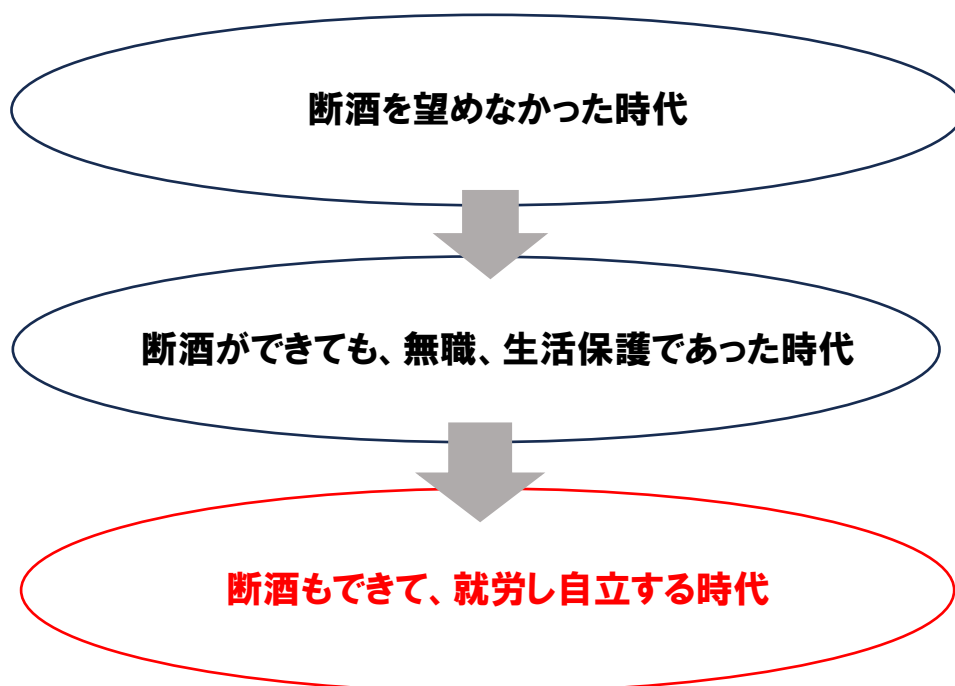 断酒を望めなかった時代
断酒ができても、無職、生活保護であった時代
断酒もできて、就労し自立する時代